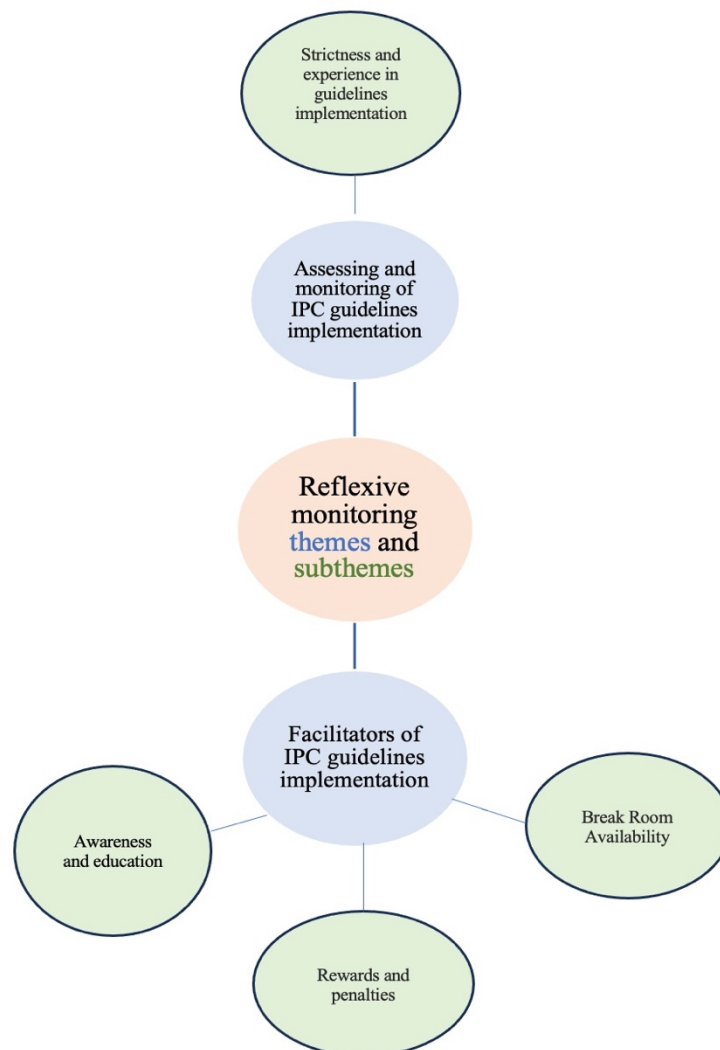 Strictness and
experience in
guidelines
implementation
Assessing and
monitoring of
IPC guidelines
implementation
Reflexive
monitoring
themes and
subthemes
Facilitators of
IPC guidelines
implementation
Awareness
and education
Break Room
Availability
Rewards and
penalties